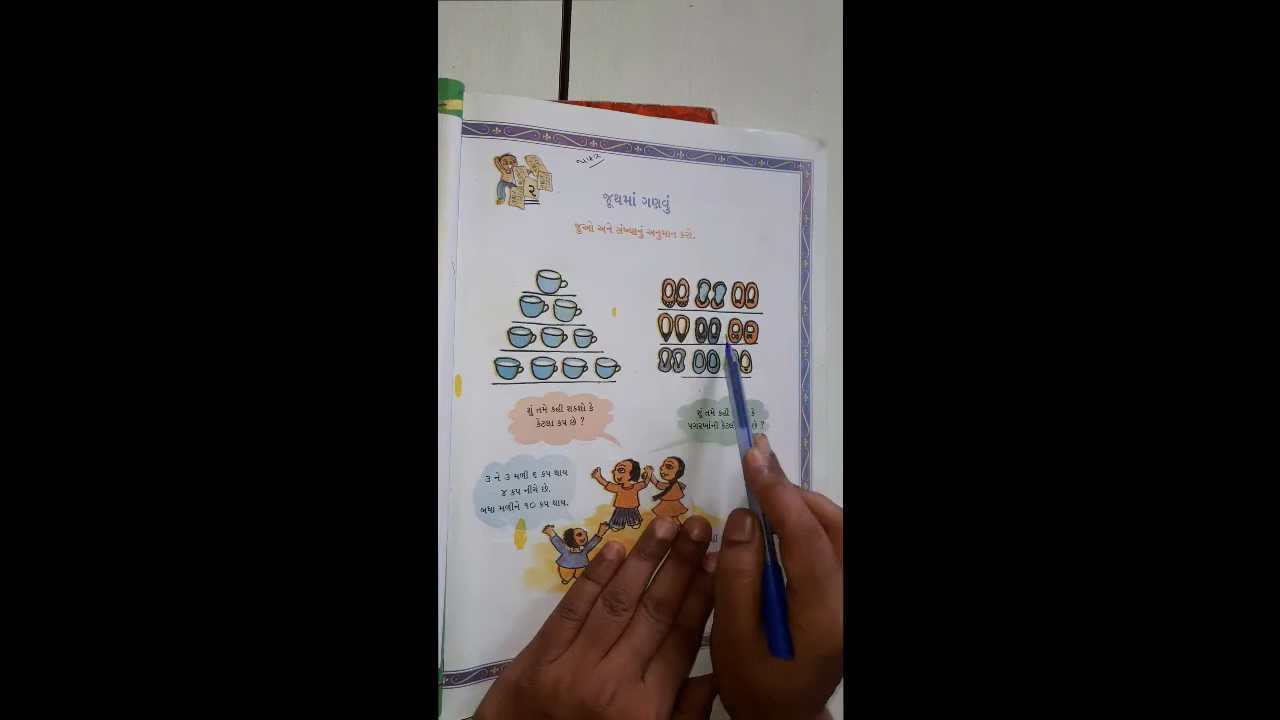 ૨
જૂથમાં ગણવું
જુઓ અને સંખ્યાનું અનુમાન કરો.
શું તમે કહી શકશો કે
કેટલા કપ છે ?
શું તમે કહી કે
પગરખાંની છે ?
૩ ને ૩ મળી ૬ કપ થાય
૪ કપ નીચે છે.
બધા મળીને ૧૦ કપ થાય.